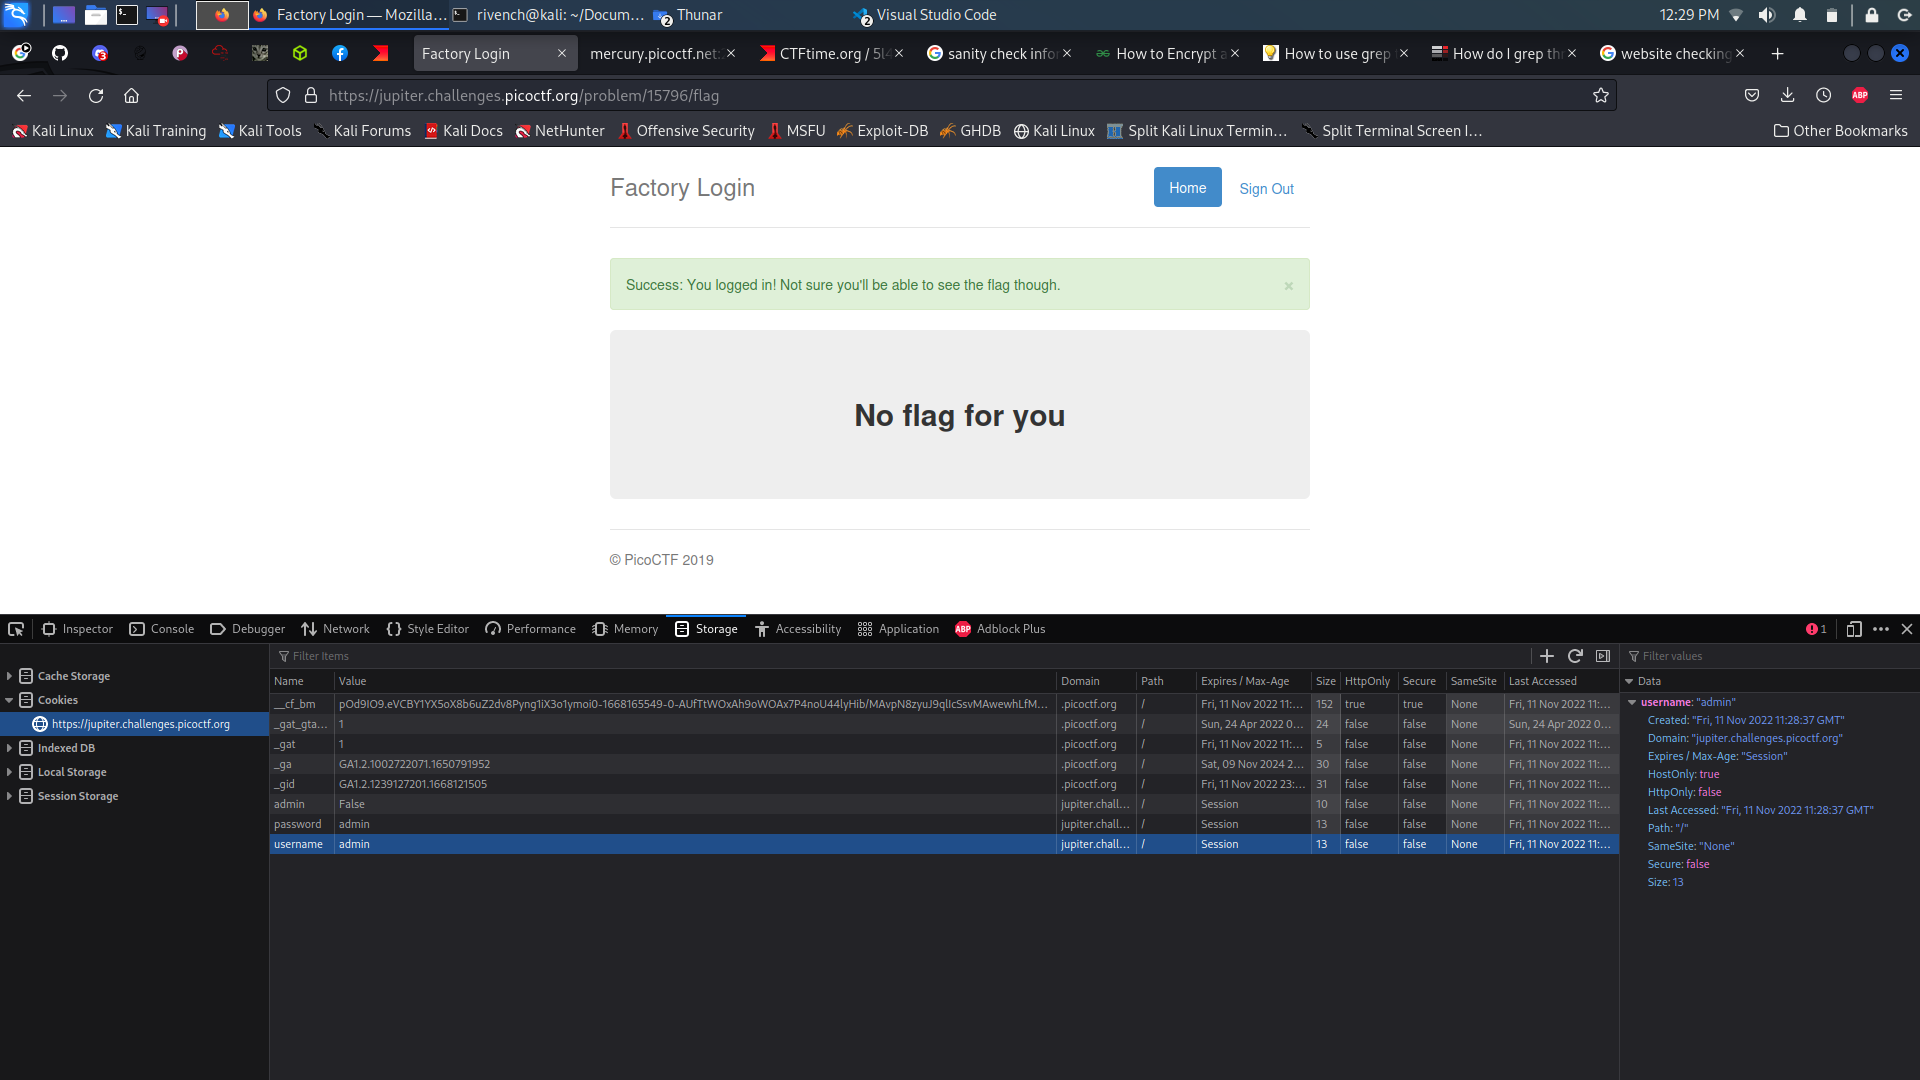 Factory Login — Mozilla... rivench@kali: ~/Docum... 2 Thunar 2 Visual Studio Code 12:29 PM
3 Factory Login × mercury.picoctf.net: × CTFtime.org / 5l4 × sanity check infor × How to Encrypt a × How to use grep t × How do I grep thr × website checking ×
https://jupiter.challenges.picoctf.org/problem/15796/flag ABP
Kali Linux Kali Training Kali Tools Kali Forums Kali Docs NetHunter Offensive Security MSFU Exploit-DB GHDB Kali Linux Split Kali Linux Termin... Split Terminal Screen I... Other Bookmarks
Factory Login Home Sign Out
Success: You logged in! Not sure you'll be able to see the flag though. ×
No flag for you
© PicoCTF 2019
Inspector Console Debugger Network Style Editor Performance Memory Storage Accessibility Application ABP Adblock Plus 1
Filter Items Filter values
Cache Storage
Cookies
https://jupiter.challenges.picoctf.org
Indexed DB
Local Storage
Session Storage
Name Value Domain Path Expires / Max-Age Size HttpOnly Secure SameSite Last Accessed
__cf_bm pOd9IO9.eVCBY1YX5oX8b6uZ2dv8Pyng1iX3o1ymoi0-1668165549-0-AUfTtWOxAh9oWOAx7P4noU44lyHib/MAvpN8zyuJ9qlIcSsvMAwewhLfM... .picoctf.org / Fri, 11 Nov 2022 11:... 152 true true None Fri, 11 Nov 2022 11:...
_gat_gta... 1 .picoctf.org / Sun, 24 Apr 2022 0... 24 false false None Sun, 24 Apr 2022 0...
_gat 1 .picoctf.org / Fri, 11 Nov 2022 11:... 5 false false None Fri, 11 Nov 2022 11:...
_ga GA1.2.1002722071.1650791952 .picoctf.org / Sat, 09 Nov 2024 2... 30 false false None Fri, 11 Nov 2022 11:...
_gid GA1.2.1239127201.1668121505 .picoctf.org / Fri, 11 Nov 2022 23:... 31 false false None Fri, 11 Nov 2022 11:...
admin False jupiter.chall... / Session 10 false false None Fri, 11 Nov 2022 11:...
password admin jupiter.chall... / Session 13 false false None Fri, 11 Nov 2022 11:...
username admin jupiter.chall... / Session 13 false false None Fri, 11 Nov 2022 11:...
Data
username: "admin"
Created: "Fri, 11 Nov 2022 11:28:37 GMT"
Domain: "jupiter.challenges.picoctf.org"
Expires / Max-Age: "Session"
HostOnly: true
HttpOnly: false
Last Accessed: "Fri, 11 Nov 2022 11:28:37 GMT"
Path: "/"
SameSite: "None"
Secure: false
Size: 13